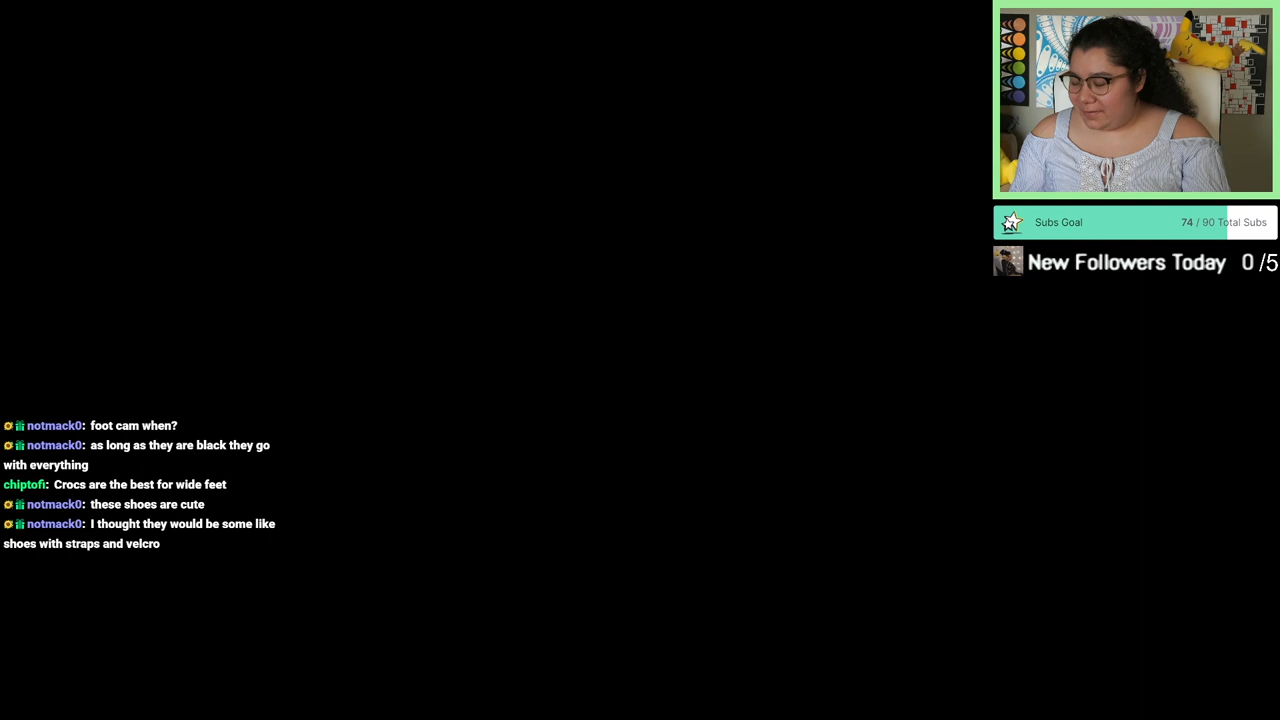 Subs Goal 74 / 90 Total Subs
New Followers Today 0 /5
notmack0: foot cam when?
notmack0: as long as they are black they go
with everything
chiptofi: Crocs are the best for wide feet
notmack0: these shoes are cute
notmack0: I thought they would be some like
shoes with straps and velcro